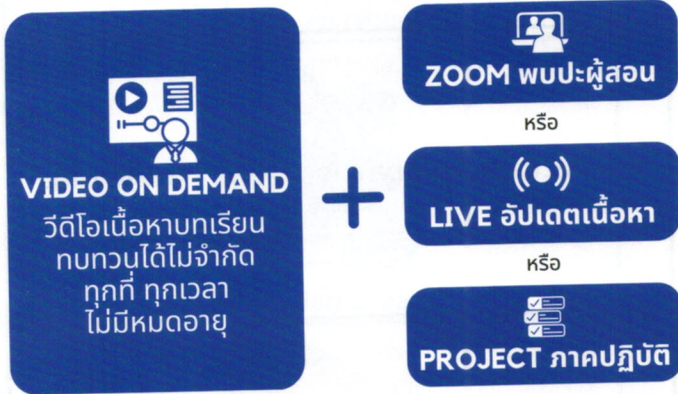 VIDEO ON DEMAND
วีดีโอเนื้อหาบทเรียน
ทบทวนได้ไม่จำกัด
ทุกที่ ทุกเวลา
ไม่มีหมดอายุ
+
ZOOM พบปะผู้สอน
หรือ
LIVE อัปเดตเนื้อหา
หรือ
PROJECT ภาคปฏิบัติ